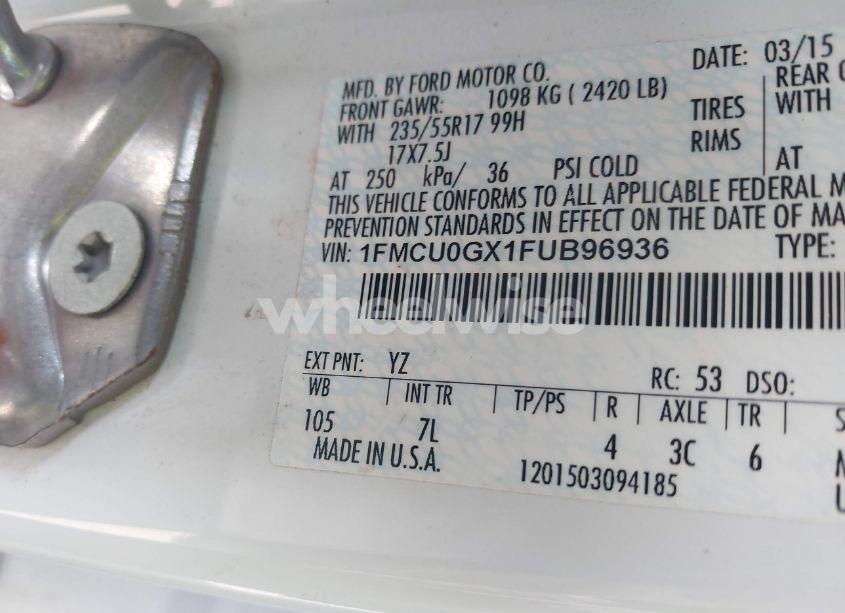 MFD. BY FORD MOTOR CO.
DATE: 03/15
FRONT GAWR: 1098 KG ( 2420 LB)
REAR
WITH 235/55R17 99H TIRES WITH
17X7.5J RIMS
AT 250 kPa/ 36 PSI COLD AT
THIS VEHICLE CONFORMS TO ALL APPLICABLE FEDERAL
PREVENTION STANDARDS IN EFFECT ON THE DATE OF
VIN: 1FMCU0GX1FUB96936 TYPE:
wheelwise
EXT PNT: YZ RC: 53 DSO:
WB INT TR TP/PS R AXLE TR
105 7L 4 3C 6
MADE IN U.S.A. 1201503094185